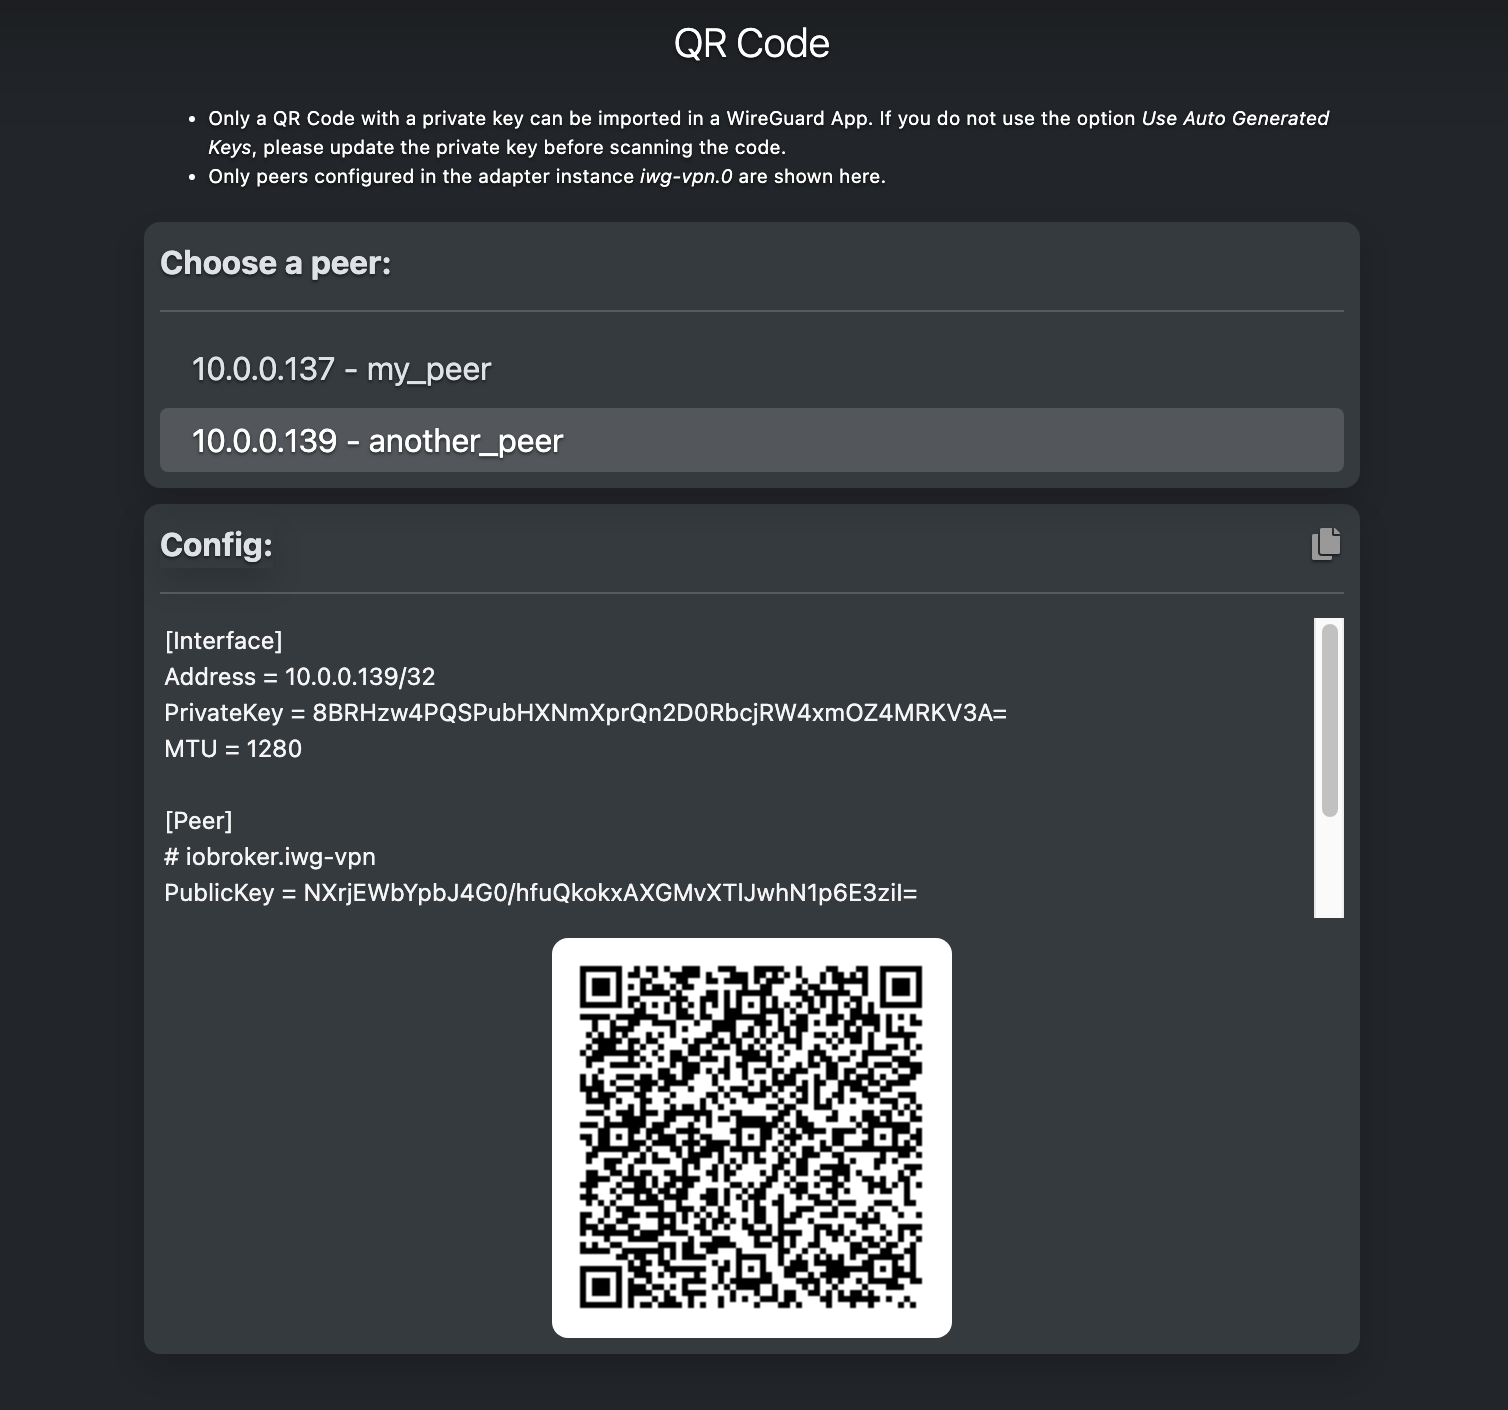 QR Code
• Only a QR Code with a private key can be imported in a WireGuard App. If you do not use the option Use Auto Generated
Keys, please update the private key before scanning the code.
• Only peers configured in the adapter instance iwg-vpn.0 are shown here.
Choose a peer:
10.0.0.137 - my_peer
10.0.0.139 - another_peer
Config:
[Interface]
Address = 10.0.0.139/32
PrivateKey = 8BRHzw4PQSPubHXNmXprQn2D0RbcjRW4xmOZ4MRKV3A=
MTU = 1280
[Peer]
# iobroker.iwg-vpn
PublicKey = NXrjEWbYpbJ4G0/hfuQkokxAXGMvXTlJwhN1p6E3ziI=